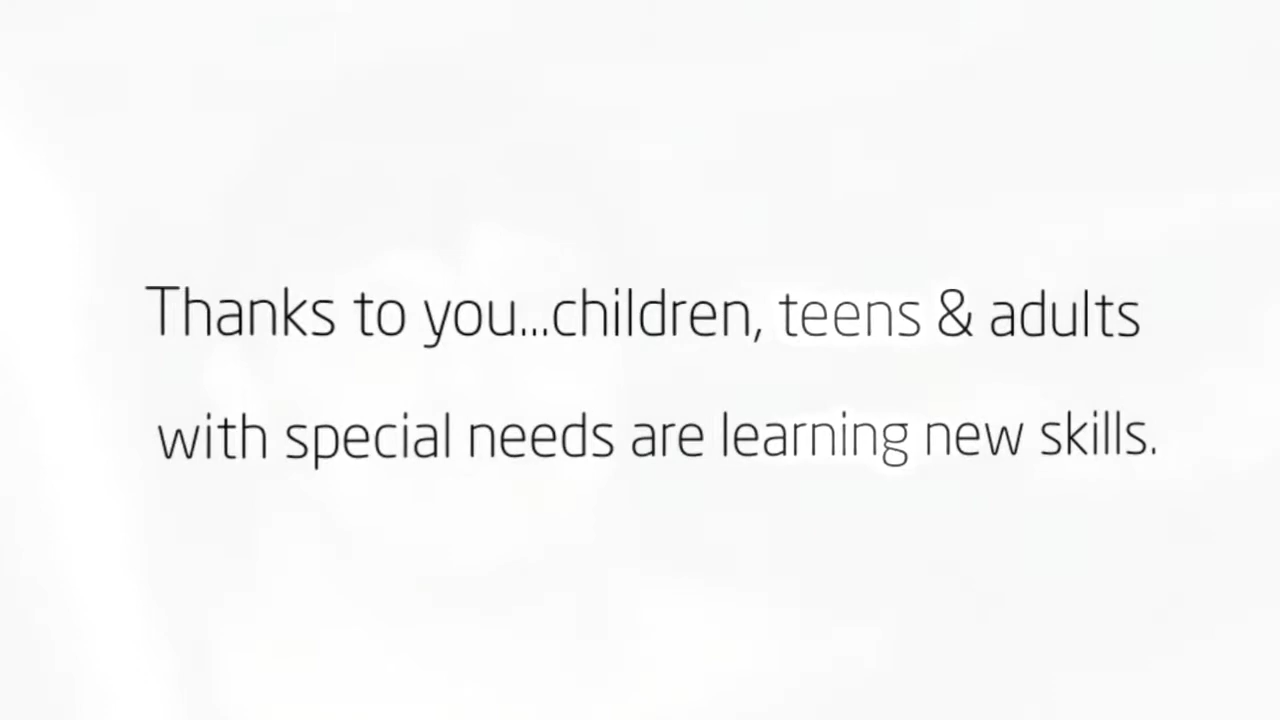 Thanks to you...children, teens & adults
with special needs are learning new skills.